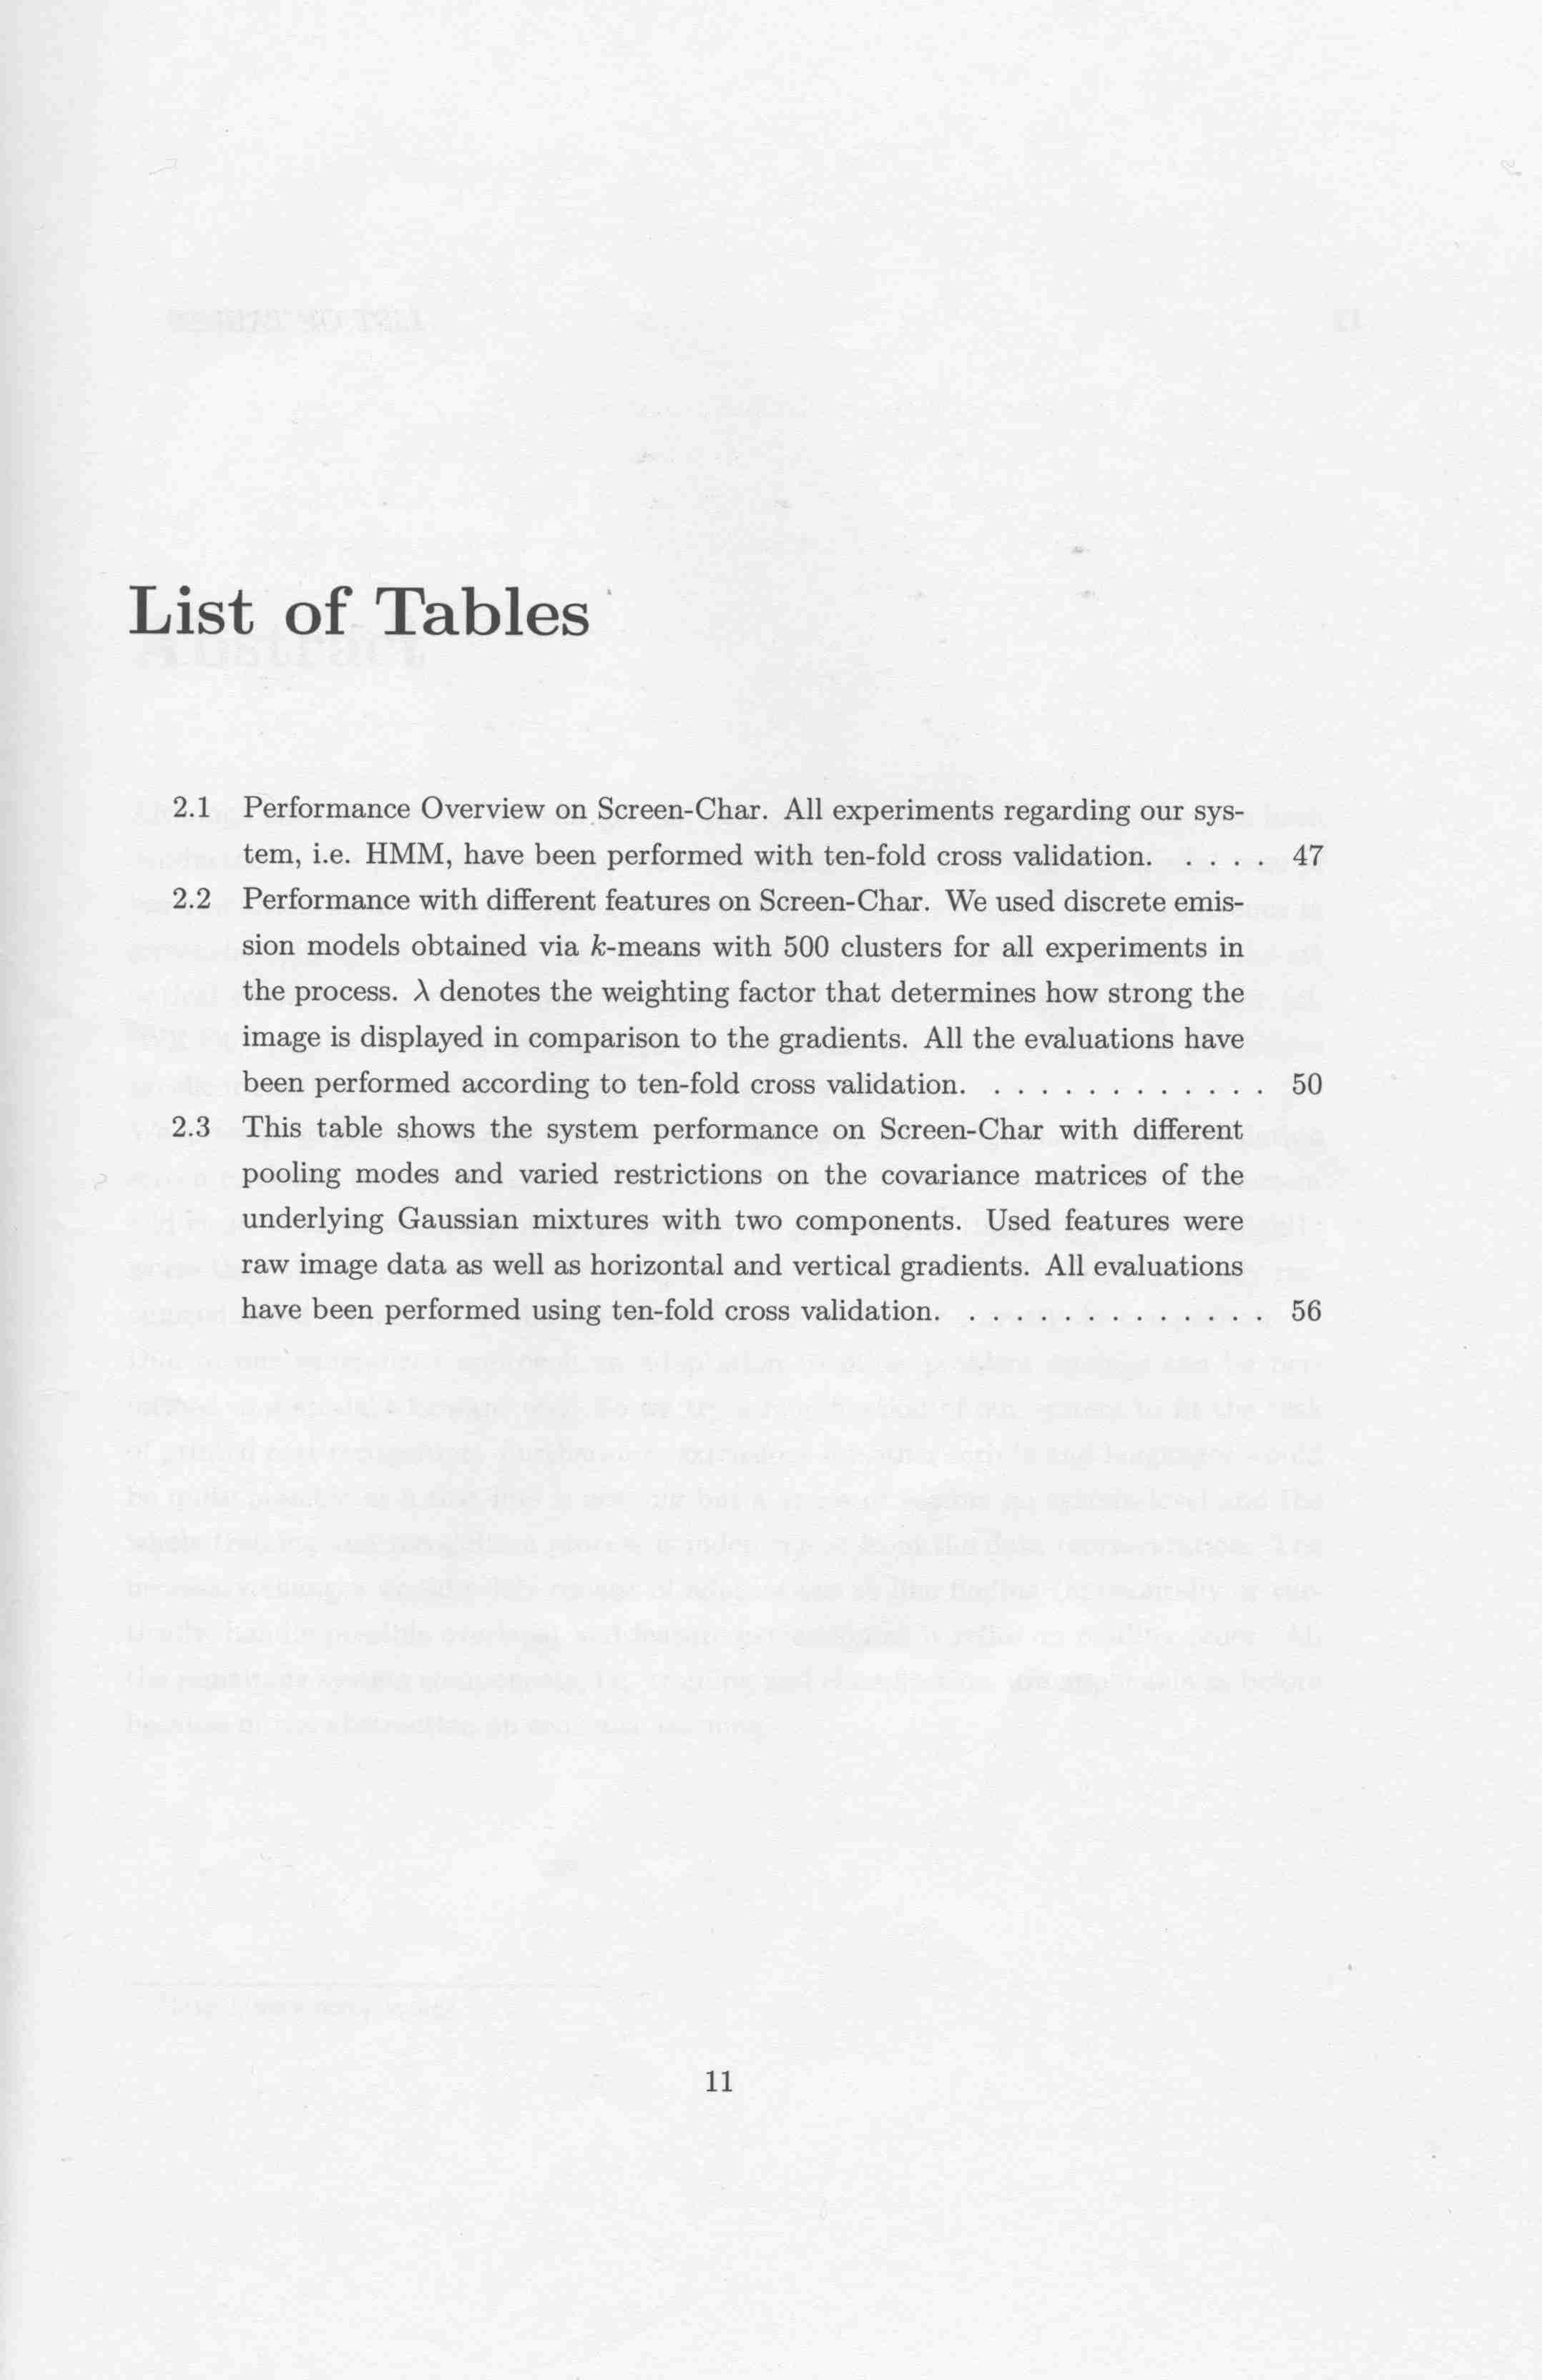 List of Tables
2.1 Performance Overview on Screen-Char. All experiments regarding our sys-
tem, i.e. HMM, have been performed with ten-fold cross validation. . . . . . 47
2.2 Performance with different features on Screen-Char. We used discrete emis-
sion models obtained via k-means with 500 clusters for all experiments in
the process. λ denotes the weighting factor that determines how strong the
image is displayed in comparison to the gradients. All the evaluations have
been performed according to ten-fold cross validation. . . . . . . . . . . . . 50
2.3 This table shows the system performance on Screen-Char with different
pooling modes and varied restrictions on the covariance matrices of the
underlying Gaussian mixtures with two components. Used features were
raw image data as well as horizontal and vertical gradients. All evaluations
have been performed using ten-fold cross validation. . . . . . . . . . . . . . 56
11